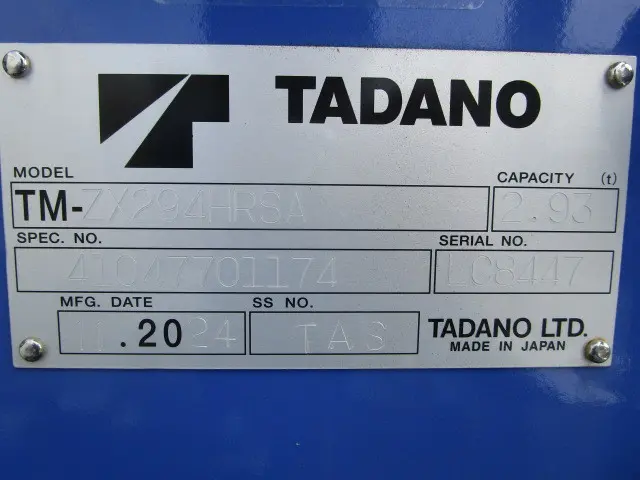 TADANO
MODEL CAPACITY (t)
TM-ZX294HRSA 2.93
SPEC. NO. SERIAL NO.
41047701174 LC8447
MFG. DATE SS NO.
11.2024 TAS
TADANO LTD.
MADE IN JAPAN